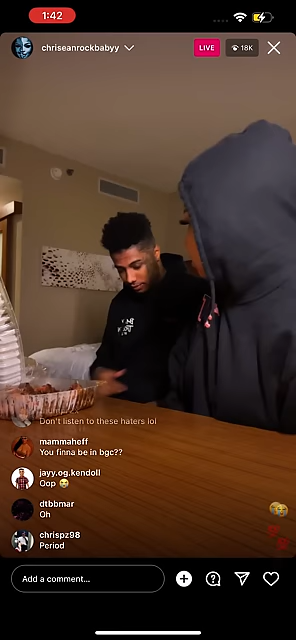 1:42
chriseanrockbabyy
LIVE
18K
Don't listen to these haters lol
mammaheff
You finna be in bgc??
jayy.og.kendoll
Oop 😭
dtbbmar
Oh
chrispz98
Period
Add a comment...